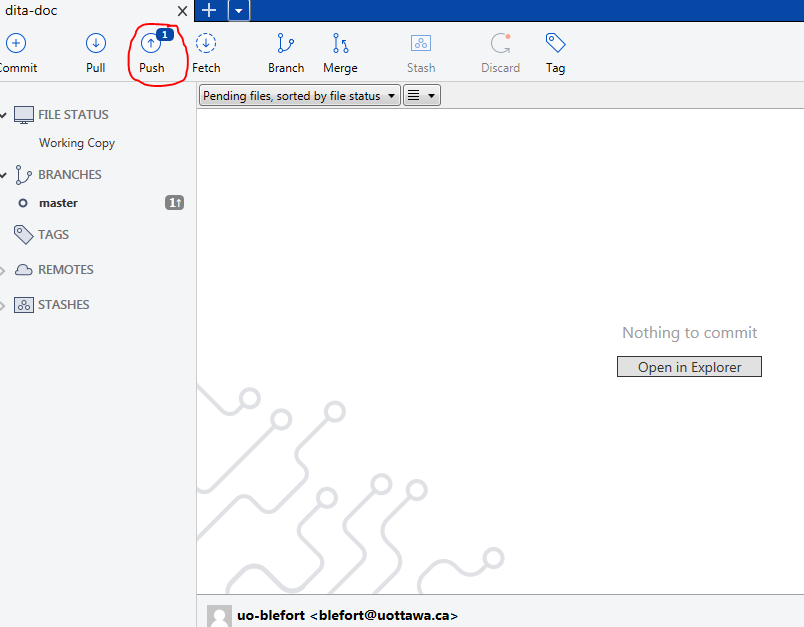 dita-doc
1
Commit Pull Push Fetch Branch Merge Stash Discard Tag
Pending files, sorted by file status
FILE STATUS
Working Copy
BRANCHES
master 1↑
TAGS
REMOTES
STASHES
Nothing to commit
Open in Explorer
uo-blefort <blefort@uottawa.ca>